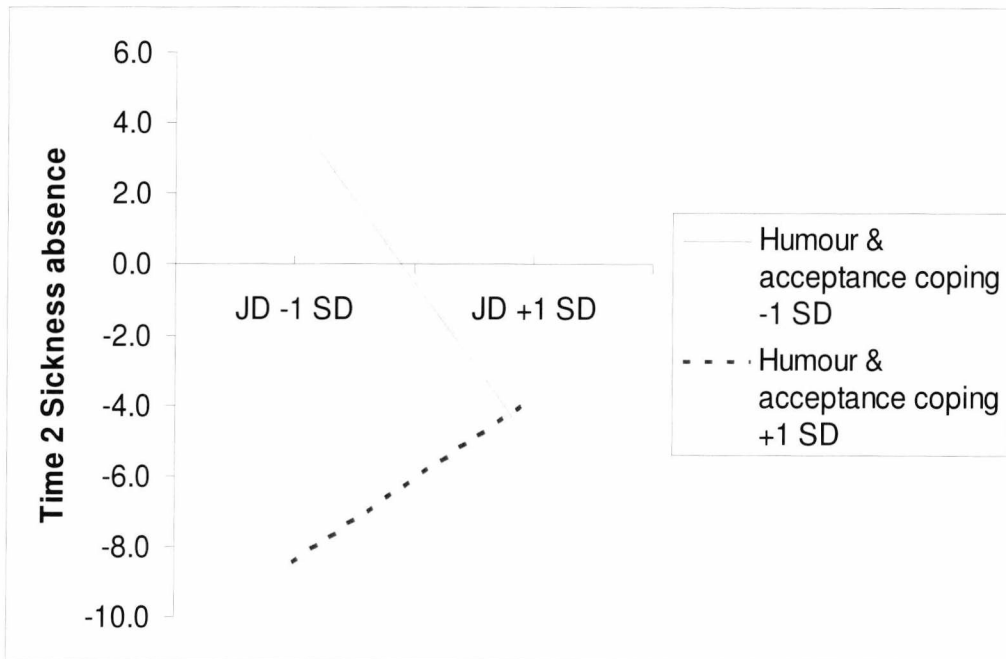 6.0
4.0
2.0
0.0
-2.0
-4.0
-6.0
-8.0
-10.0
Time 2 Sickness absence
JD -1 SD
JD +1 SD
Humour &
acceptance coping
-1 SD
Humour &
acceptance coping
+1 SD